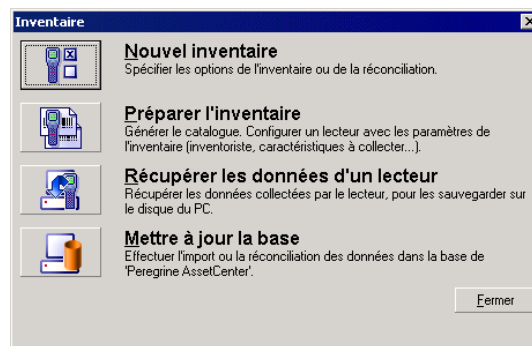 Inventaire
Nouvel inventaire
Spécifier les options de l'inventaire ou de la réconciliation.
Préparer l'inventaire
Générer le catalogue. Configurer un lecteur avec les paramètres de
l'inventaire (inventoriste, caractéristiques à collecter...).
Récupérer les données d'un lecteur
Récupérer les données collectées par le lecteur, pour les sauvegarder sur
le disque du PC.
Mettre à jour la base
Effectuer l'import ou la réconciliation des données dans la base de
'Peregrine AssetCenter'.
Fermer